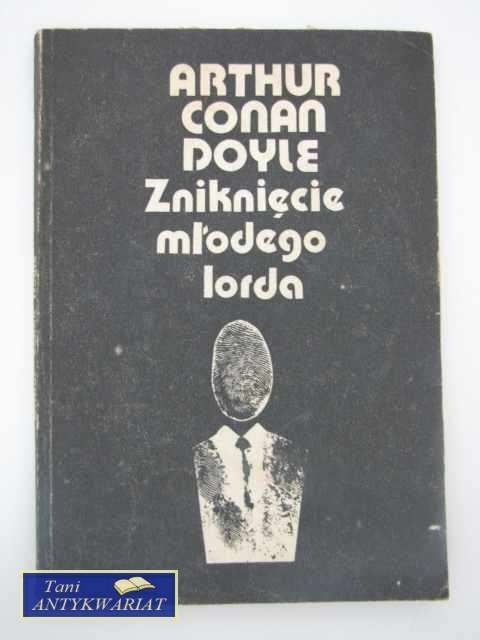 ARTHUR
CONAN
DOYLE
Zniknięcie
młodego
lorda
Tani
ANTYKWARIAT